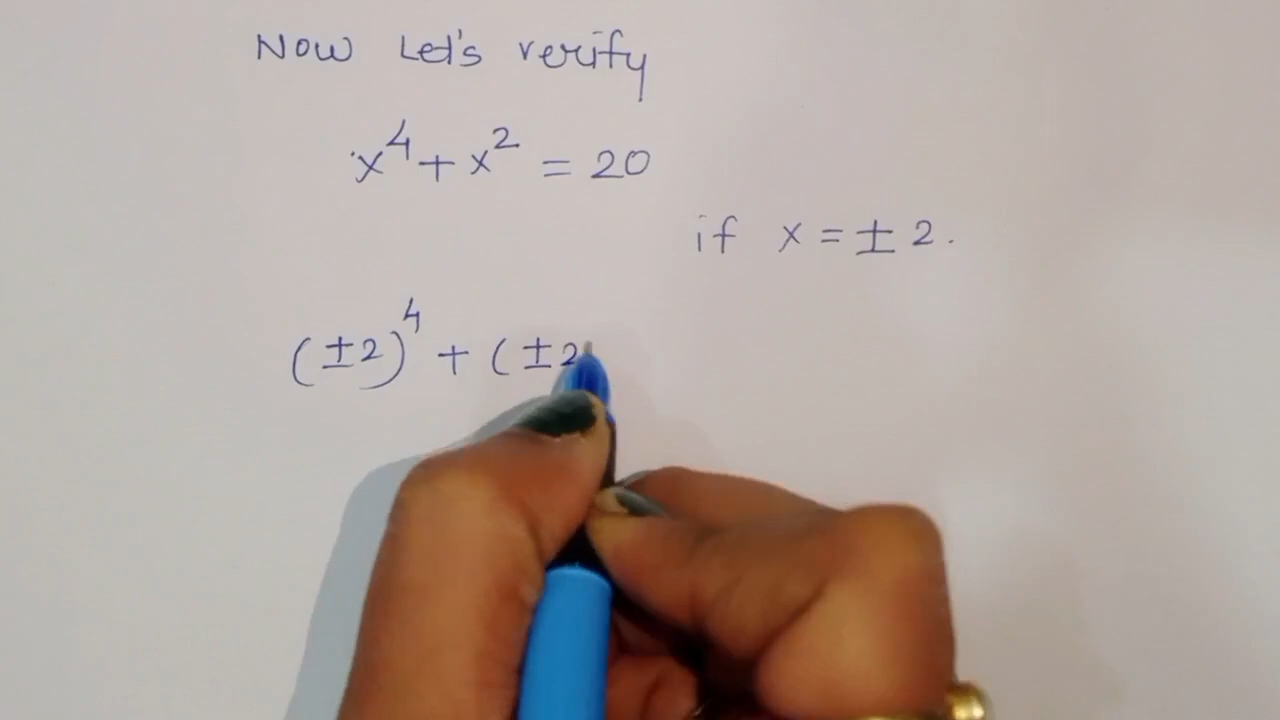 Now Let's verify
x⁴ + x² = 20
if x = ± 2.
(±2)⁴ + (±2